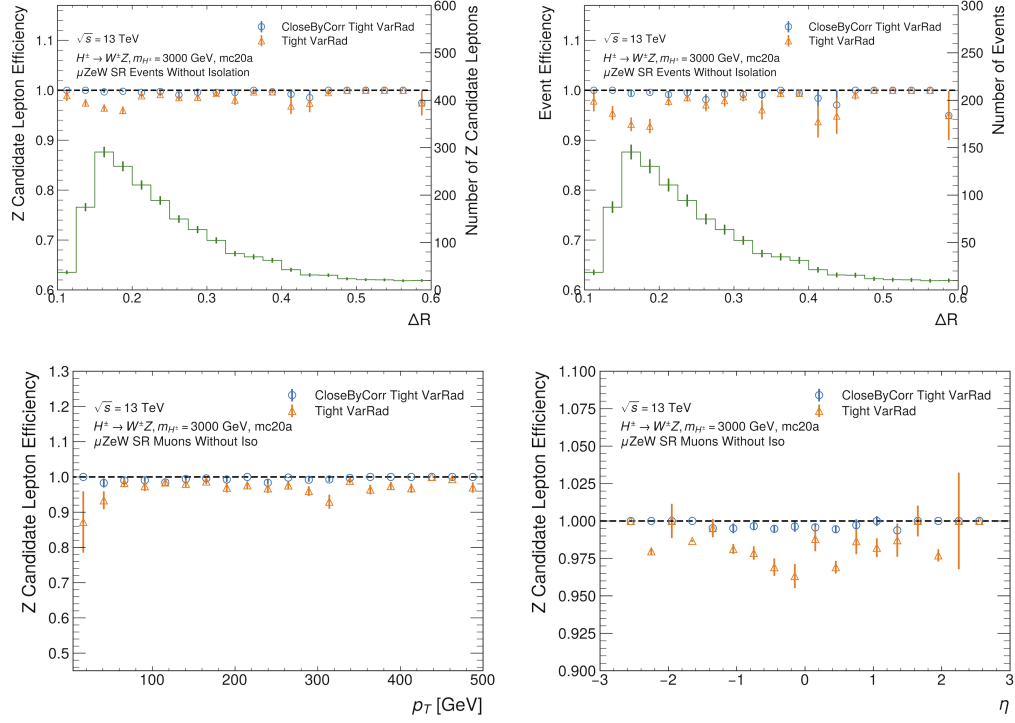 CloseByCorr Tight VarRad
Tight VarRad
√s = 13 TeV
H± → W±Z, mH± = 3000 GeV, mc20a
μZeW SR Events Without Isolation
Z Candidate Lepton Efficiency
Number of Z Candidate Leptons
1.1
1.0
0.9
0.8
0.7
0.6
600
500
400
300
200
100
0
0.1 0.2 0.3 0.4 0.5 0.6
ΔR
CloseByCorr Tight VarRad
Tight VarRad
√s = 13 TeV
H± → W±Z, mH± = 3000 GeV, mc20a
μZeW SR Events Without Isolation
Event Efficiency
Number of Events
1.1
1.0
0.9
0.8
0.7
0.6
300
250
200
150
100
50
0
0.1 0.2 0.3 0.4 0.5 0.6
ΔR
CloseByCorr Tight VarRad
Tight VarRad
√s = 13 TeV
H± → W±Z, mH± = 3000 GeV, mc20a
μZeW SR Muons Without Iso
Z Candidate Lepton Efficiency
1.3
1.2
1.1
1.0
0.9
0.8
0.7
0.6
0.5
100 200 300 400 500
pT [GeV]
CloseByCorr Tight VarRad
Tight VarRad
√s = 13 TeV
H± → W±Z, mH± = 3000 GeV, mc20a
μZeW SR Muons Without Iso
Z Candidate Lepton Efficiency
1.100
1.075
1.050
1.025
1.000
0.975
0.950
0.925
0.900
−3 −2 −1 0 1 2 3
η